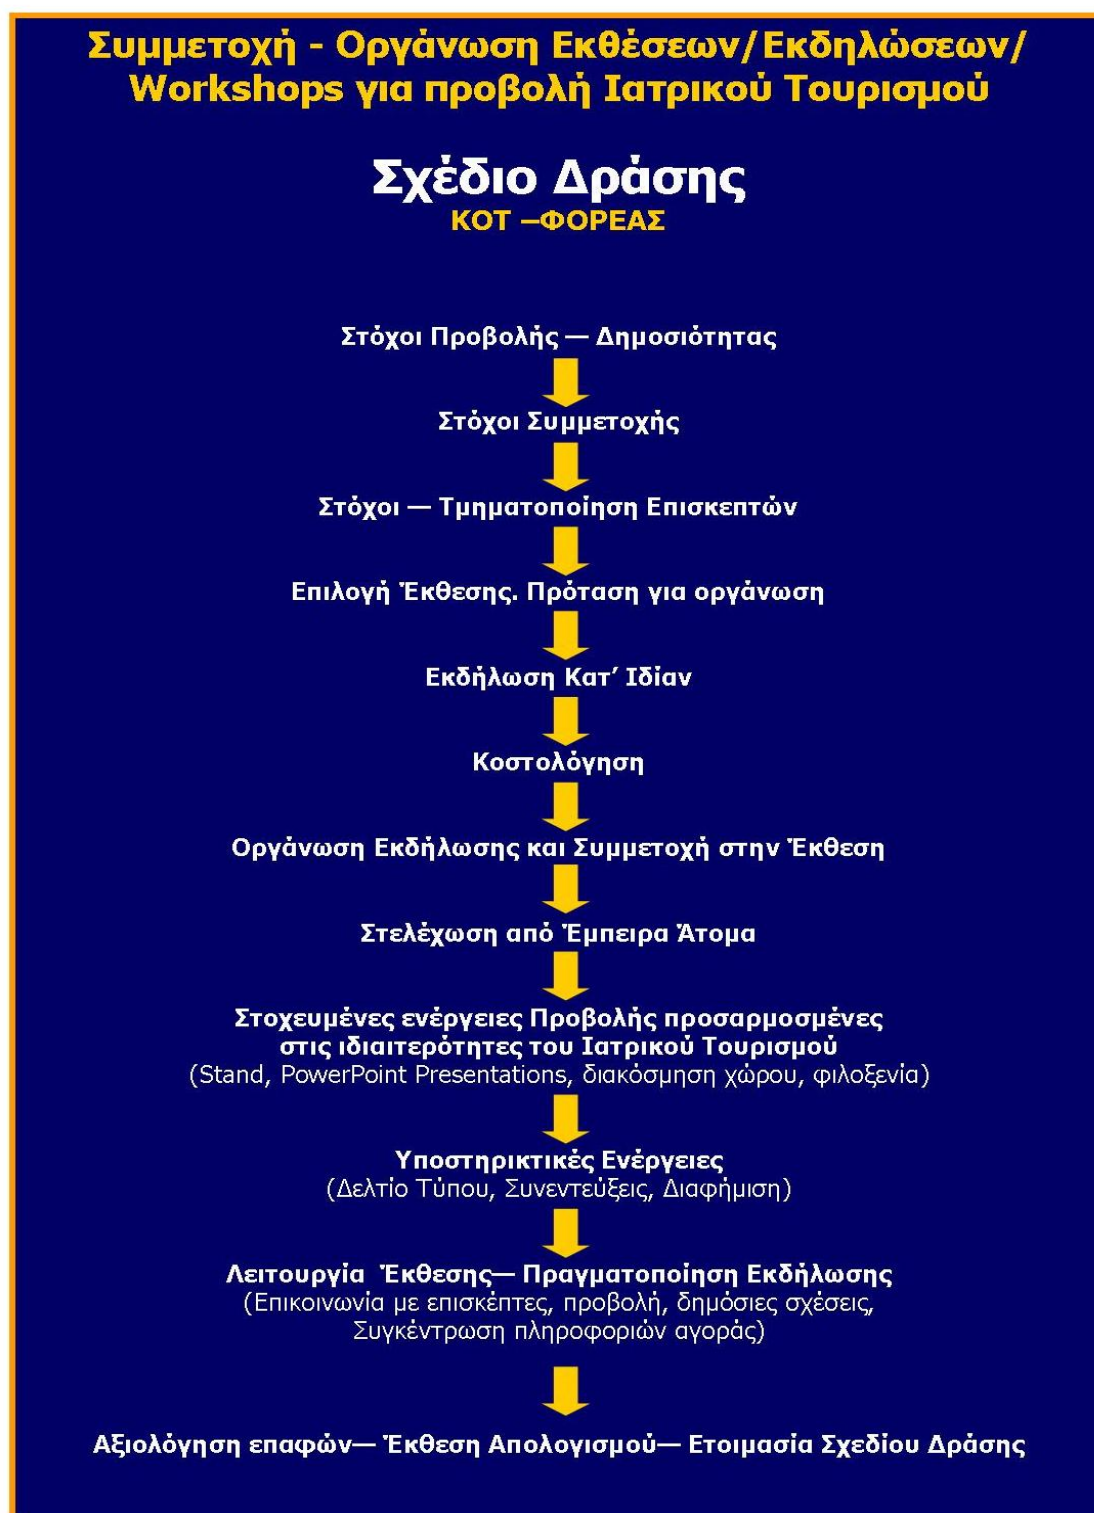 Συμμετοχή - Οργάνωση Εκθέσεων/Εκδηλώσεων/
Workshops για προβολή Ιατρικού Τουρισμού
Σχέδιο Δράσης
ΚΟΤ –ΦΟΡΕΑΣ
Στόχοι Προβολής — Δημοσιότητας
Στόχοι Συμμετοχής
Στόχοι — Τμηματοποίηση Επισκεπτών
Επιλογή Έκθεσης. Πρόταση για οργάνωση
Εκδήλωση Κατ’ Ιδίαν
Κοστολόγηση
Οργάνωση Εκδήλωσης και Συμμετοχή στην Έκθεση
Στελέχωση από Έμπειρα Άτομα
Στοχευμένες ενέργειες Προβολής προσαρμοσμένες
στις ιδιαιτερότητες του Ιατρικού Τουρισμού
(Stand, PowerPoint Presentations, διακόσμηση χώρου, φιλοξενία)
Υποστηρικτικές Ενέργειες
(Δελτίο Τύπου, Συνεντεύξεις, Διαφήμιση)
Λειτουργία Έκθεσης— Πραγματοποίηση Εκδήλωσης
(Επικοινωνία με επισκέπτες, προβολή, δημόσιες σχέσεις,
Συγκέντρωση πληροφοριών αγοράς)
Αξιολόγηση επαφών— Έκθεση Απολογισμού— Ετοιμασία Σχεδίου Δράσης